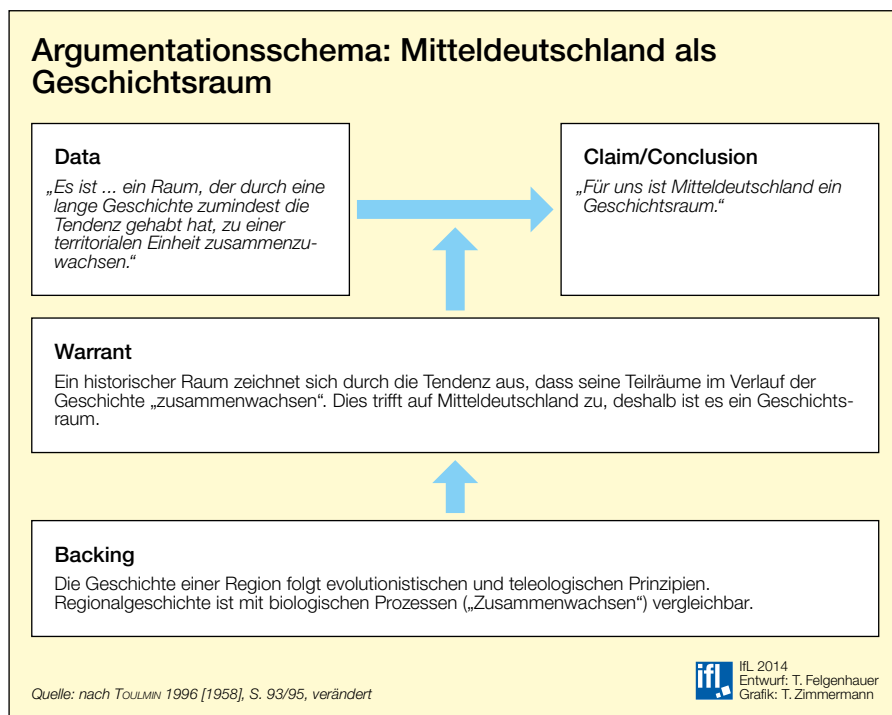 Argumentationsschema: Mitteldeutschland als
Geschichtsraum
Data
„Es ist ... ein Raum, der durch eine
lange Geschichte zumindest die
Tendenz gehabt hat, zu einer
territorialen Einheit zusammenzu-
wachsen.“
Claim/Conclusion
„Für uns ist Mitteldeutschland ein
Geschichtsraum.“
Warrant
Ein historischer Raum zeichnet sich durch die Tendenz aus, dass seine Teilräume im Verlauf der
Geschichte „zusammenwachsen“. Dies trifft auf Mitteldeutschland zu, deshalb ist es ein Geschichts-
raum.
Backing
Die Geschichte einer Region folgt evolutionistischen und teleologischen Prinzipien.
Regionalgeschichte ist mit biologischen Prozessen („Zusammenwachsen“) vergleichbar.
Quelle: nach TOULMIN 1996 [1958], S. 93/95, verändert
ifl
IfL 2014
Entwurf: T. Felgenhauer
Grafik: T. Zimmermann